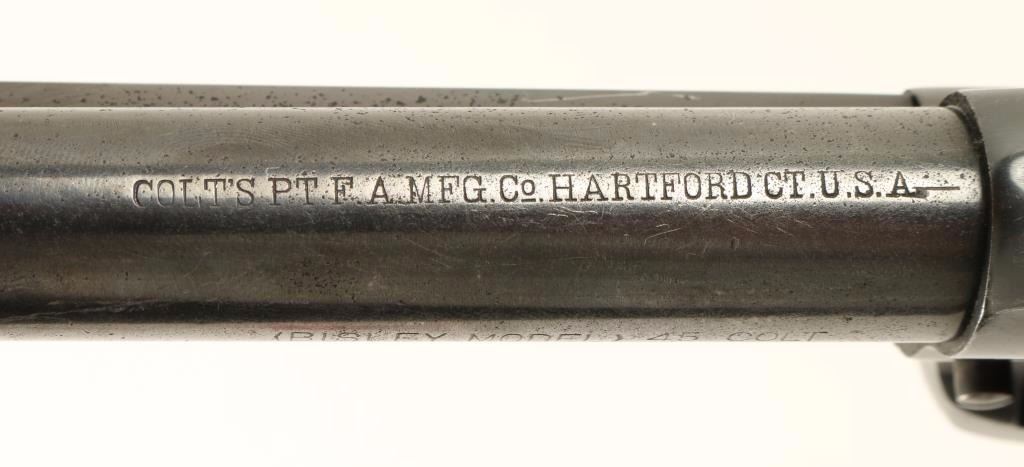 COLT'S PT. F. A. MFG. Co. HARTFORD CT. U.S.A.
(BISLEY MODEL) 45 COLT